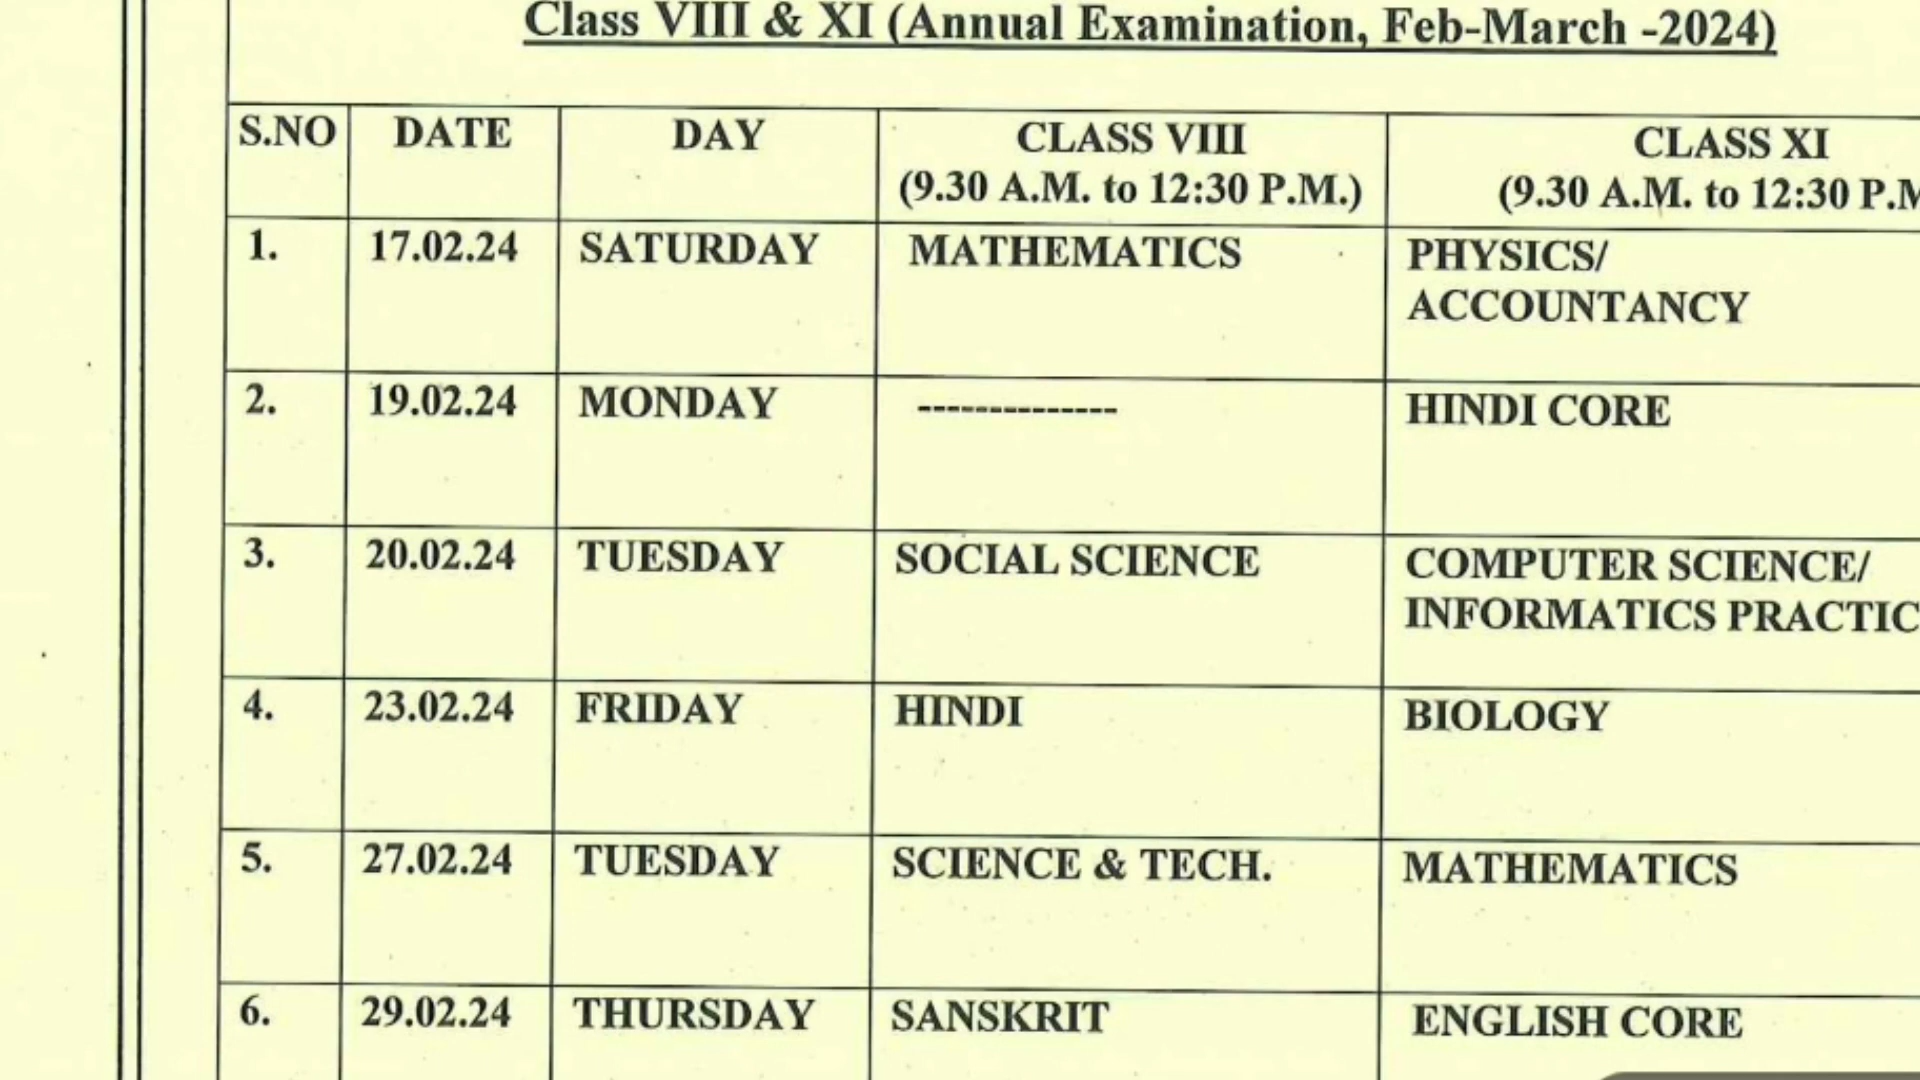 Class VIII & XI (Annual Examination, Feb-March -2024)
S.NO DATE DAY CLASS VIII CLASS XI
(9.30 A.M. to 12:30 P.M.) (9.30 A.M. to 12:30 P.M
1. 17.02.24 SATURDAY MATHEMATICS PHYSICS/
ACCOUNTANCY
2. 19.02.24 MONDAY -------------- HINDI CORE
3. 20.02.24 TUESDAY SOCIAL SCIENCE COMPUTER SCIENCE/
INFORMATICS PRACTIC
4. 23.02.24 FRIDAY HINDI BIOLOGY
5. 27.02.24 TUESDAY SCIENCE & TECH. MATHEMATICS
6. 29.02.24 THURSDAY SANSKRIT ENGLISH CORE